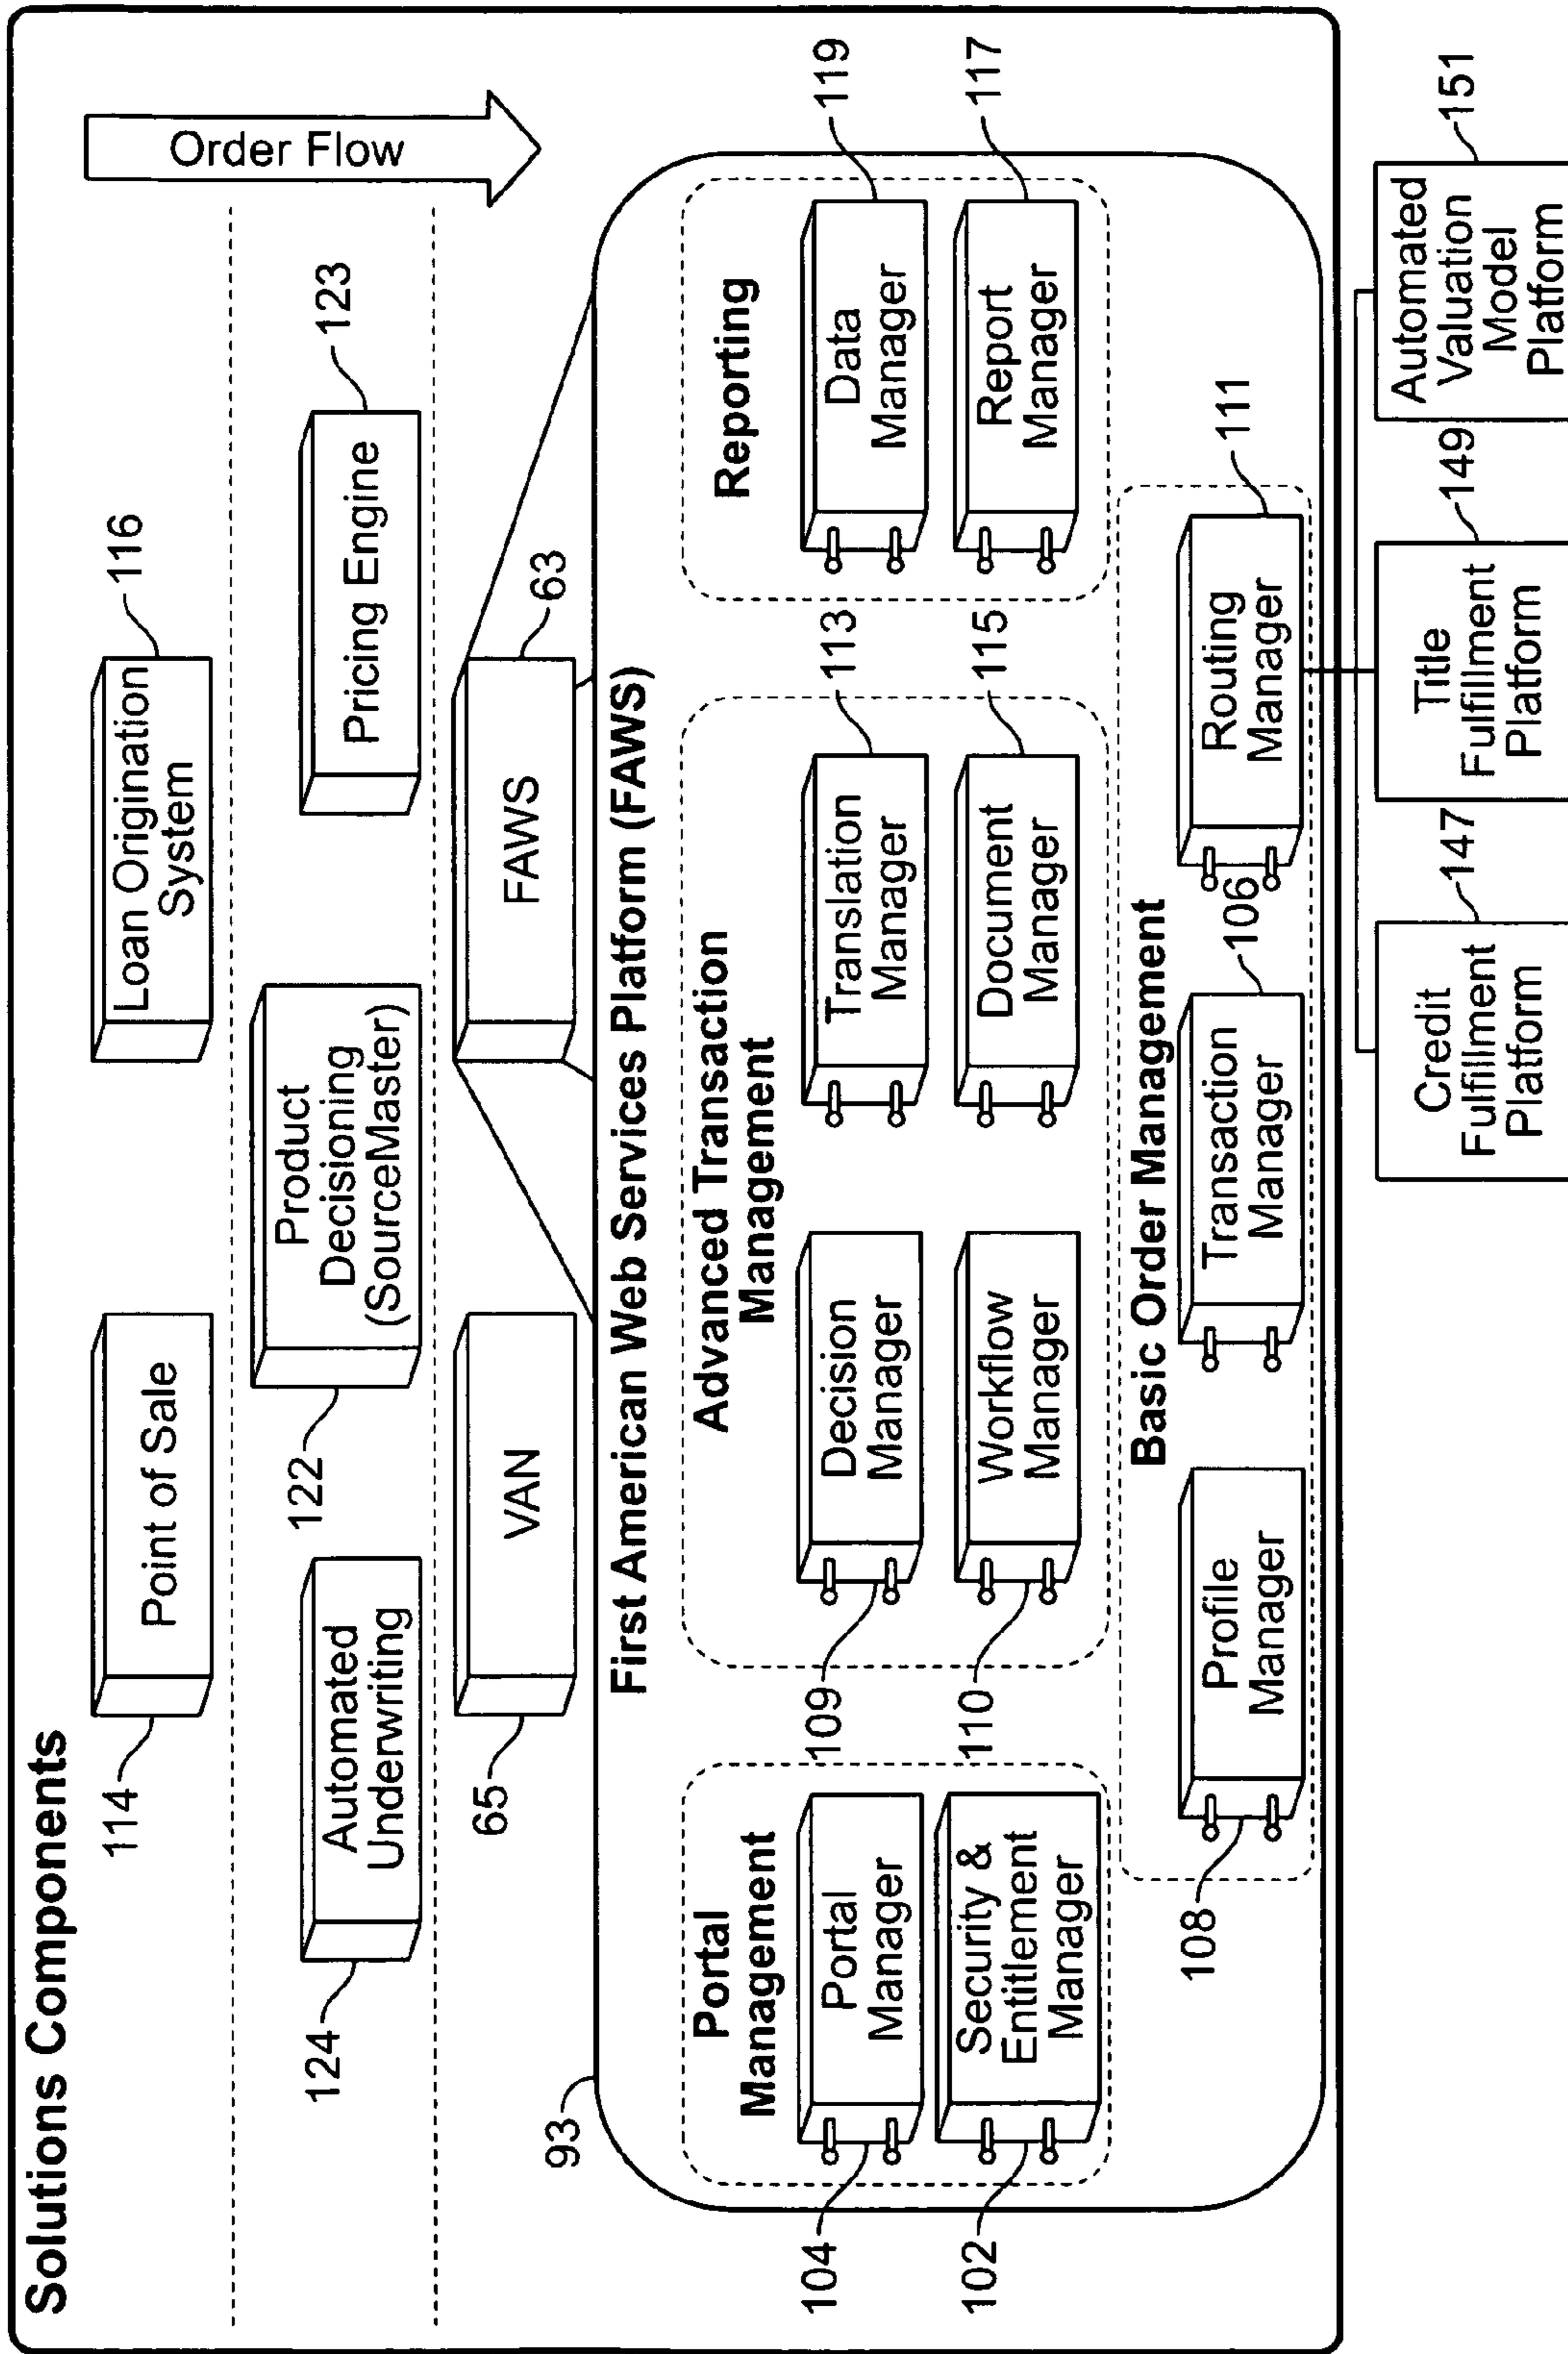 Solutions Components
Order Flow
114
Point of Sale
Loan Origination
System
116
124
Automated
Underwriting
122
Product
Decisioning
(SourceMaster)
Pricing Engine
123
65
VAN
FAWS
63
93
First American Web Services Platform (FAWS)
Portal
Management
104
Portal
Manager
102
Security &
Entitlement
Manager
Advanced Transaction
Management
109
Decision
Manager
Translation
Manager
113
110
Workflow
Manager
Document
Manager
115
Reporting
Data
Manager
119
Report
Manager
117
Basic Order Management
108
Profile
Manager
Transaction
Manager
106
Routing
Manager
111
Credit
Fulfillment
Platform
147
Title
Fulfillment
Platform
149
Automated
Valuation
Model
Platform
151